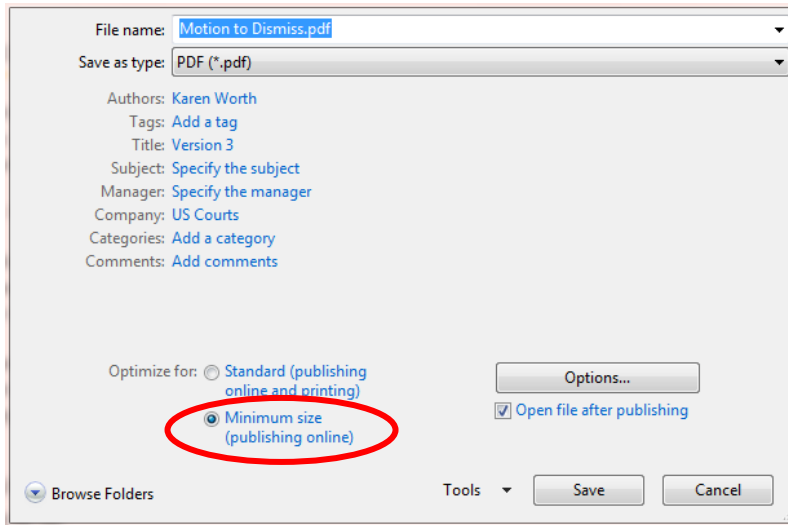 File name: Motion to Dismiss.pdf
Save as type: PDF (*.pdf)
Authors: Karen Worth
Tags: Add a tag
Title: Version 3
Subject: Specify the subject
Manager: Specify the manager
Company: US Courts
Categories: Add a category
Comments: Add comments
Optimize for: Standard (publishing
online and printing)
Minimum size
(publishing online)
Options...
Open file after publishing
Browse Folders
Tools
Save
Cancel